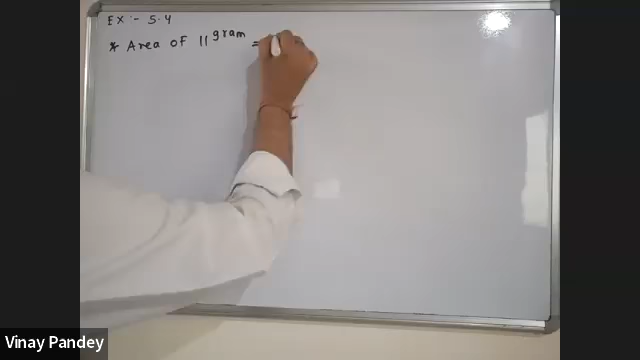 EX :- 5.4
* Area of ||gram =
Vinay Pandey